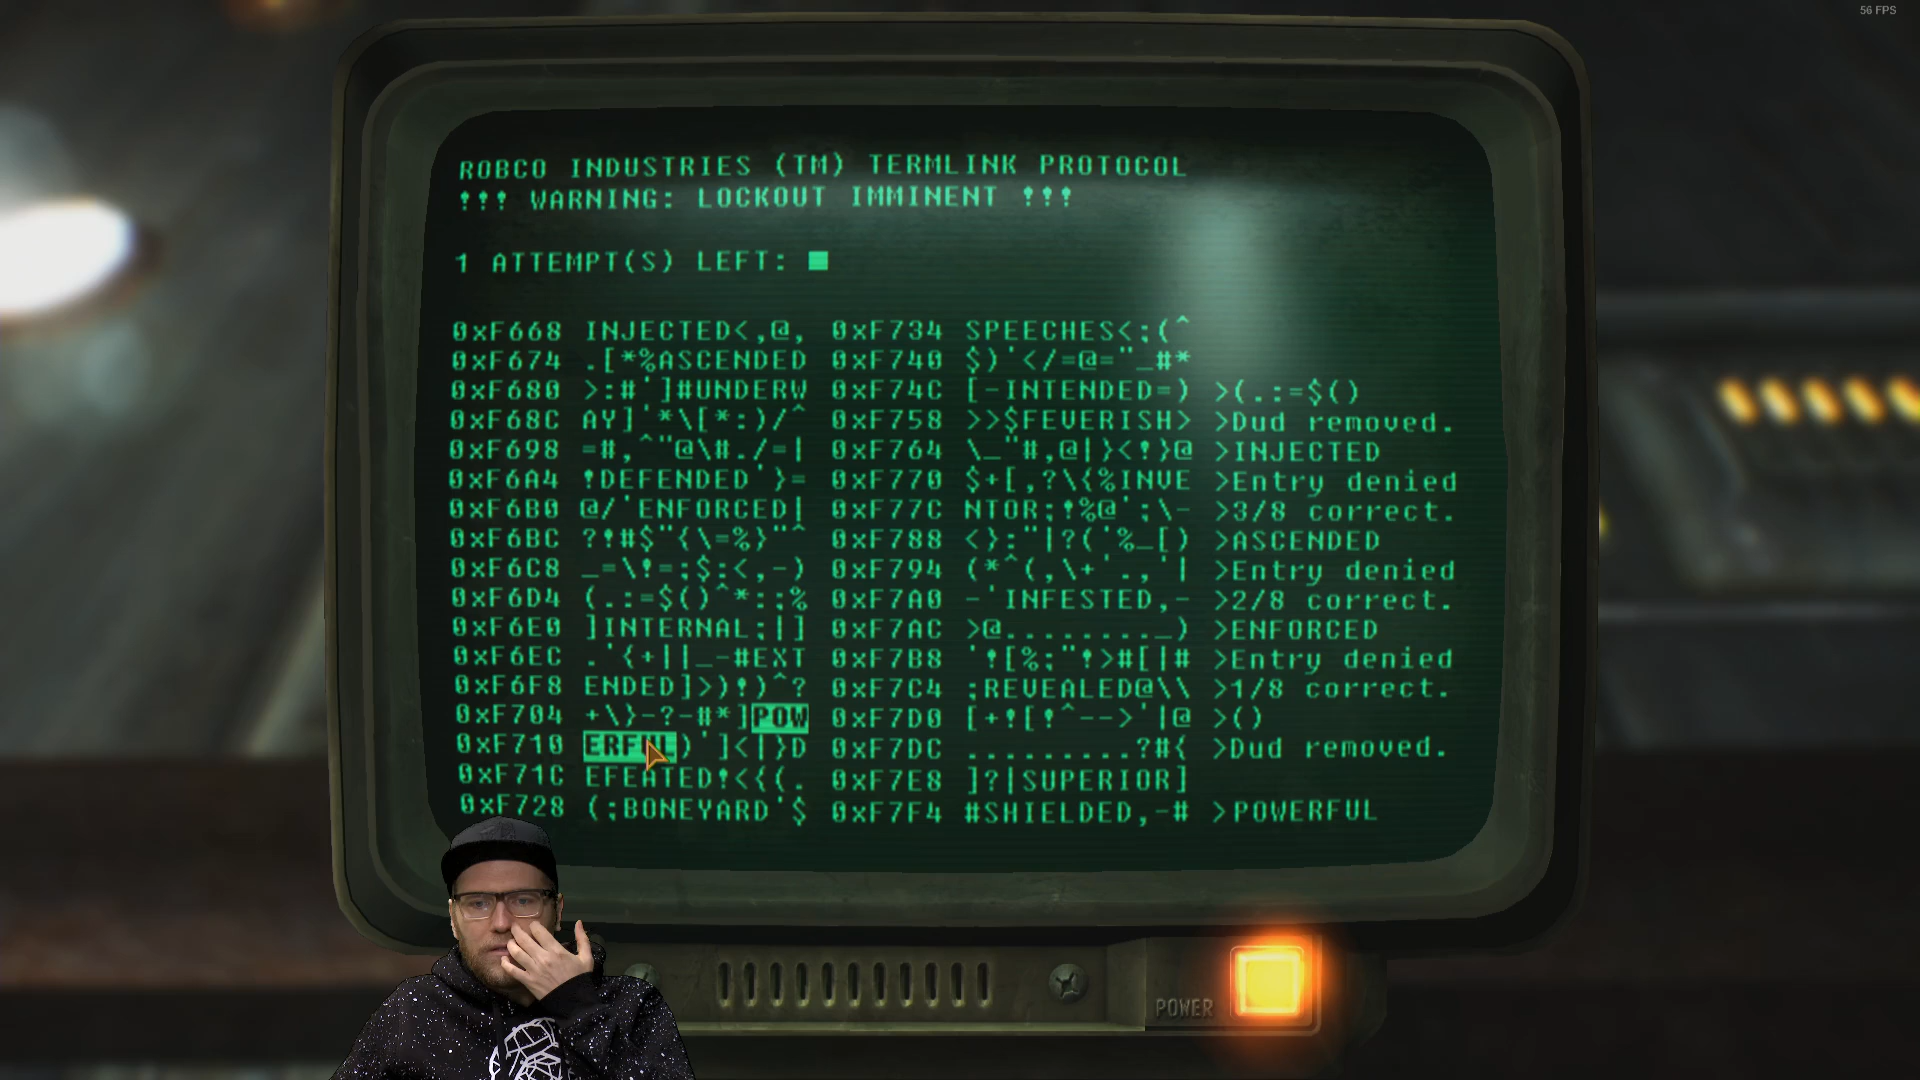 56 FPS
ROBCO INDUSTRIES (TM) TERMLINK PROTOCOL
!!! WARNING: LOCKOUT IMMINENT !!!
1 ATTEMPT(S) LEFT:
0xF668 INJECTED<,@, 0xF734 SPEECHES<;(^
0xF674 .[*%ASCENDED 0xF740 $)'</=@="_#*
0xF680 >:#']#UNDERW 0xF74C [-INTENDED=) >(.:=$()
0xF68C AY]'*\[*:)/^ 0xF758 >>$FEVERISH> >Dud removed.
0xF698 =#,^"@\#./=| 0xF764 \_"#,@|}<!}@ >INJECTED
0xF6A4 !DEFENDED'}= 0xF770 $+[,?\{%INVE >Entry denied
0xF6B0 @/'ENFORCED| 0xF77C NTOR;!%@';\- >3/8 correct.
0xF6BC ?!#$"{\=%}"^ 0xF788 <}:"|?('%_[) >ASCENDED
0xF6C8 _=\!=;$:<,-) 0xF794 (*^(,\+'.,'| >Entry denied
0xF6D4 (.:=$()^*:;% 0xF7A0 -'INFESTED,- >2/8 correct.
0xF6E0 ]INTERNAL;|] 0xF7AC >@........_) >ENFORCED
0xF6EC .'{+||_-#EXT 0xF7B8 '![%;"!>#[|# >Entry denied
0xF6F8 ENDED]>)!)^? 0xF7C4 ;REVEALED@\\ >1/8 correct.
0xF704 +\}-?-#*]POW 0xF7D0 [+![!^-->'|@ >()
0xF710 ERFUL)']<|}D 0xF7DC .........?#{ >Dud removed.
0xF71C EFEATED!<{(. 0xF7E8 ]?|SUPERIOR]
0xF728 (;BONEYARD'$ 0xF7F4 #SHIELDED,-# >POWERFUL
POWER